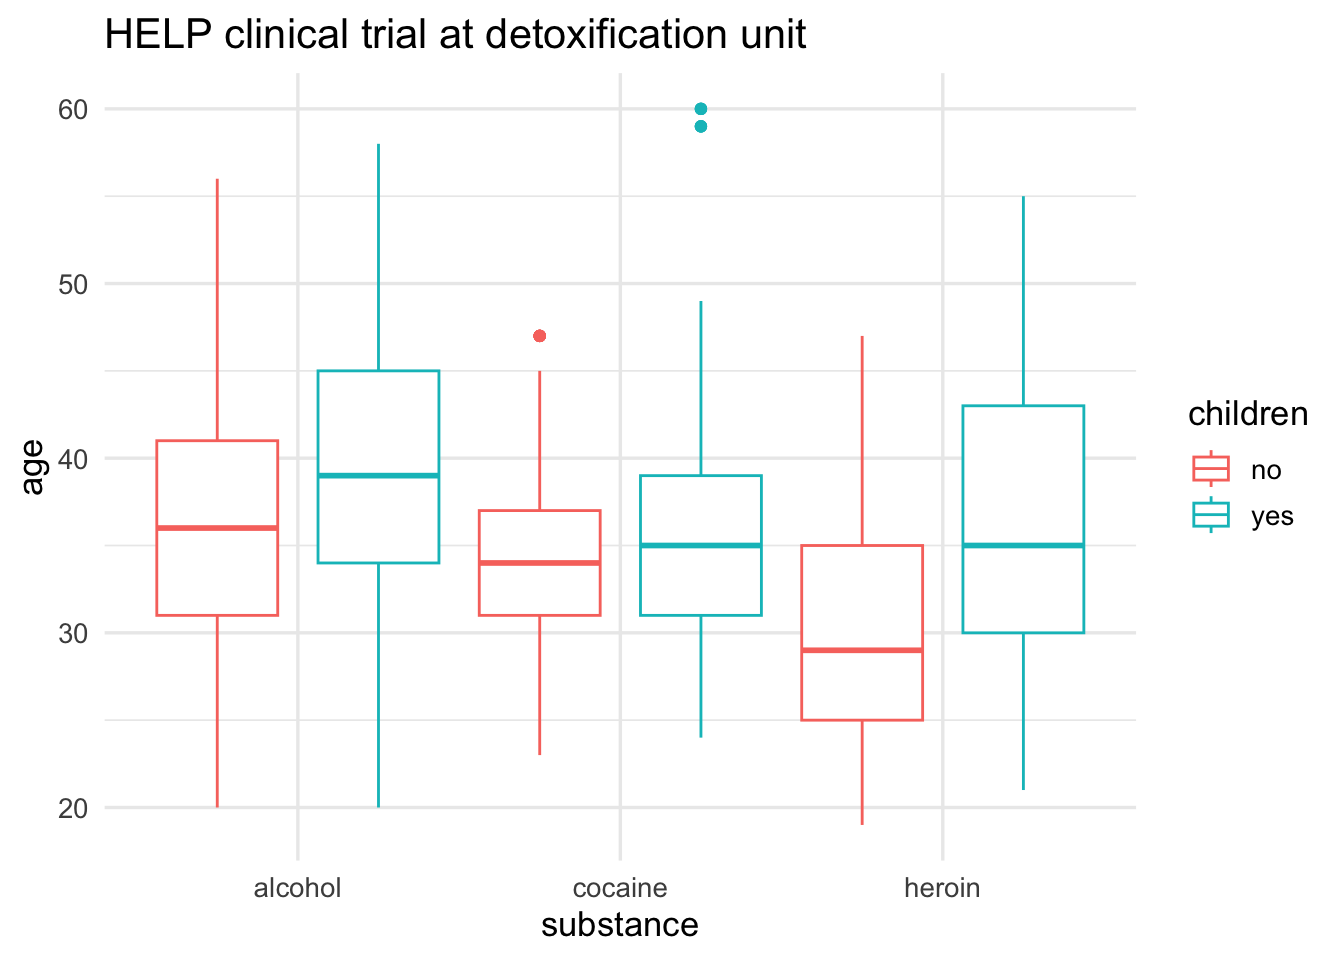 HELP clinical trial at detoxification unit
60
50
40
30
20
age
alcohol cocaine heroin
substance
children
no
yes